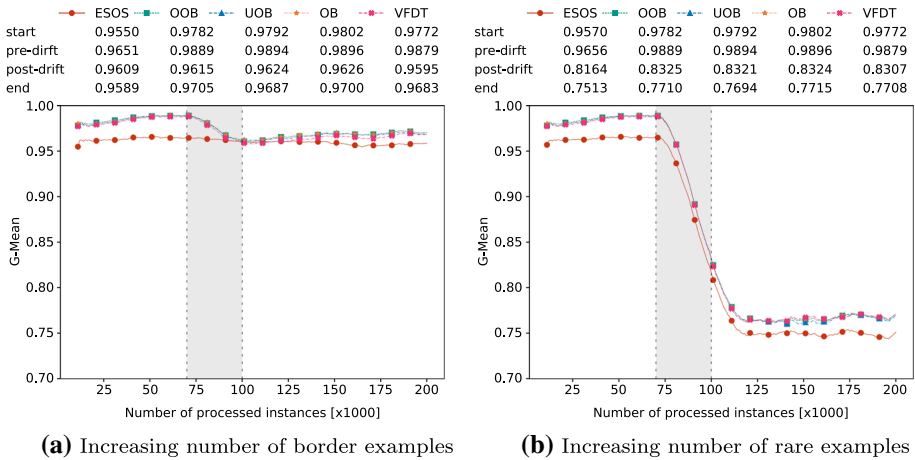 ESOS OOB UOB OB VFDT
start 0.9550 0.9782 0.9792 0.9802 0.9772
pre-dirft 0.9651 0.9889 0.9894 0.9896 0.9879
post-drift 0.9609 0.9615 0.9624 0.9626 0.9595
end 0.9589 0.9705 0.9687 0.9700 0.9683
1.00
0.95
0.90
0.85
0.80
0.75
0.70
G-Mean
25 50 75 100 125 150 175 200
Number of processed instances [x1000]
(a) Increasing number of border examples
ESOS OOB UOB OB VFDT
start 0.9570 0.9782 0.9792 0.9802 0.9772
pre-drift 0.9656 0.9889 0.9894 0.9896 0.9879
post-drift 0.8164 0.8325 0.8321 0.8324 0.8307
end 0.7513 0.7710 0.7694 0.7715 0.7708
1.00
0.95
0.90
0.85
0.80
0.75
0.70
G-Mean
25 50 75 100 125 150 175 200
Number of processed instances [x1000]
(b) Increasing number of rare examples